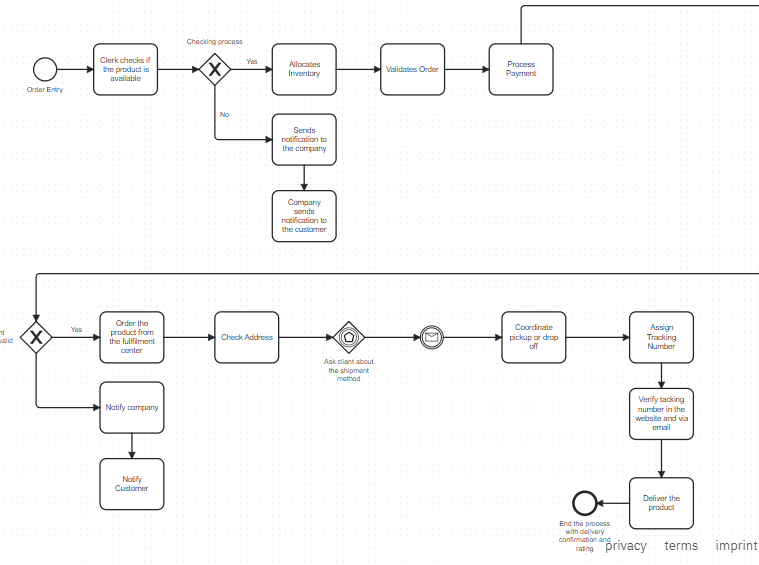 Checking process
Clerk checks if
the product is
available
Yes
Allocates
Inventory
Validates Order
Process
Payment
Order Entry
No
Sends
notification to
the company
Company
sends
notification to
the customer
nt
valid
Yes
Order the
product from
the fullfilment
center
Check Address
Ask client about
the shipment
method
Coordinate
pickup or drop
off
Assign
Tracking
Number
Notify company
Verify tacking
number in the
website and via
email
Notify
Customer
Deliver the
product
End the process
with delivery
confirmation and
rating
privacy terms imprint